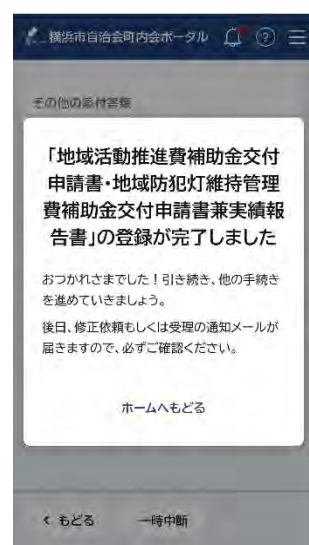 横浜市自治会町内会ポータル
その他の添付書類
「地域活動推進費補助金交付
申請書・地域防犯灯維持管理
費補助金交付申請書兼実績報
告書」の登録が完了しました
おつかれさまでした！引き続き、他の手続き
を進めていきましょう。
後日、修正依頼もしくは受理の通知メールが
届きますので、必ずご確認ください。
ホームへもどる
もどる 一時中断